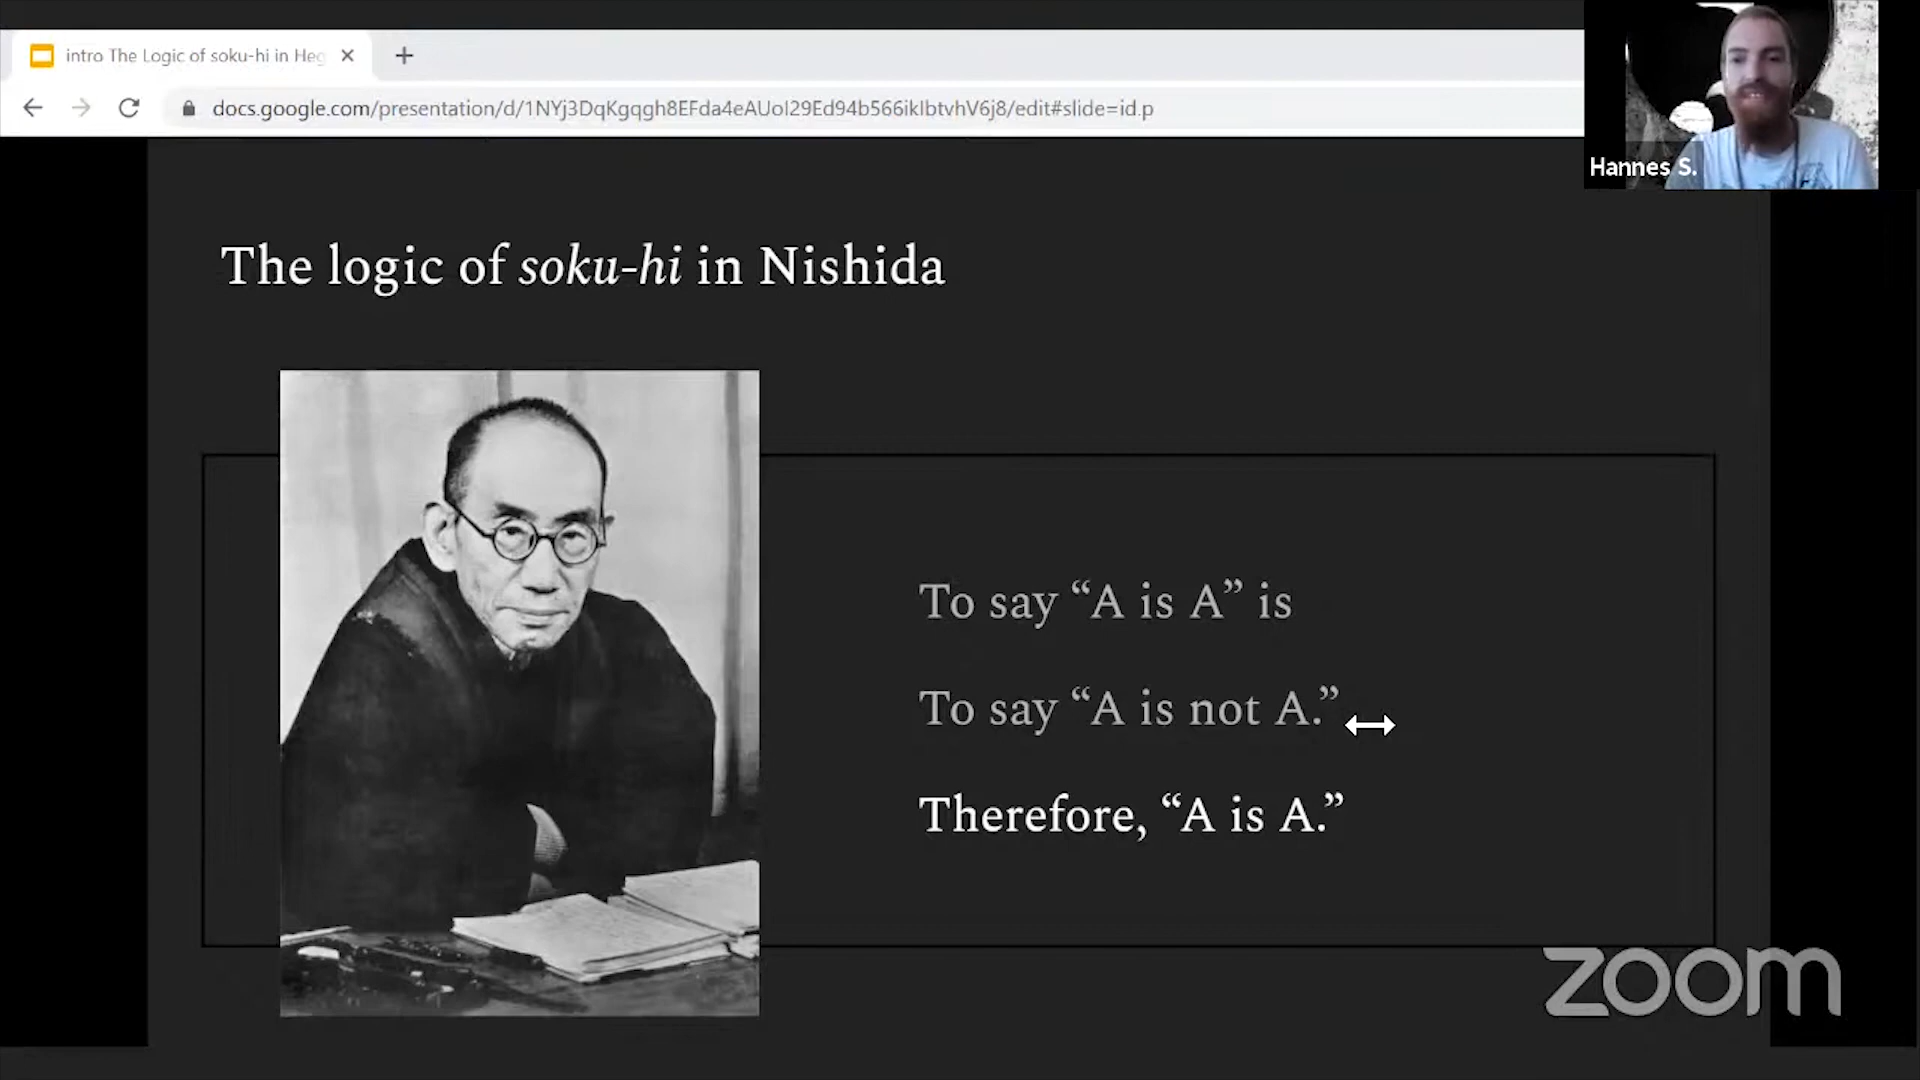 intro The Logic of soku-hi in Heg
docs.google.com/presentation/d/1NYj3DqKgqgh8EFda4eAUoI29Ed94b566ikIbtvhV6j8/edit#slide=id.p
Hannes S.
The logic of soku-hi in Nishida
To say “A is A” is
To say “A is not A.”
Therefore, “A is A.”
zoom